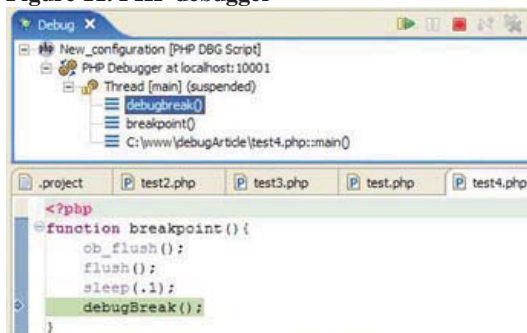 Debug
New_configuration [PHP DBG Script]
PHP Debugger at localhost:10001
Thread [main] (suspended)
debugbreak()
breakpoint()
C:\www\debugArticle\test4.php::main()
.project test2.php test3.php test.php test4.php
<?php
function breakpoint(){
ob_flush();
flush();
sleep(.1);
debugBreak();
}